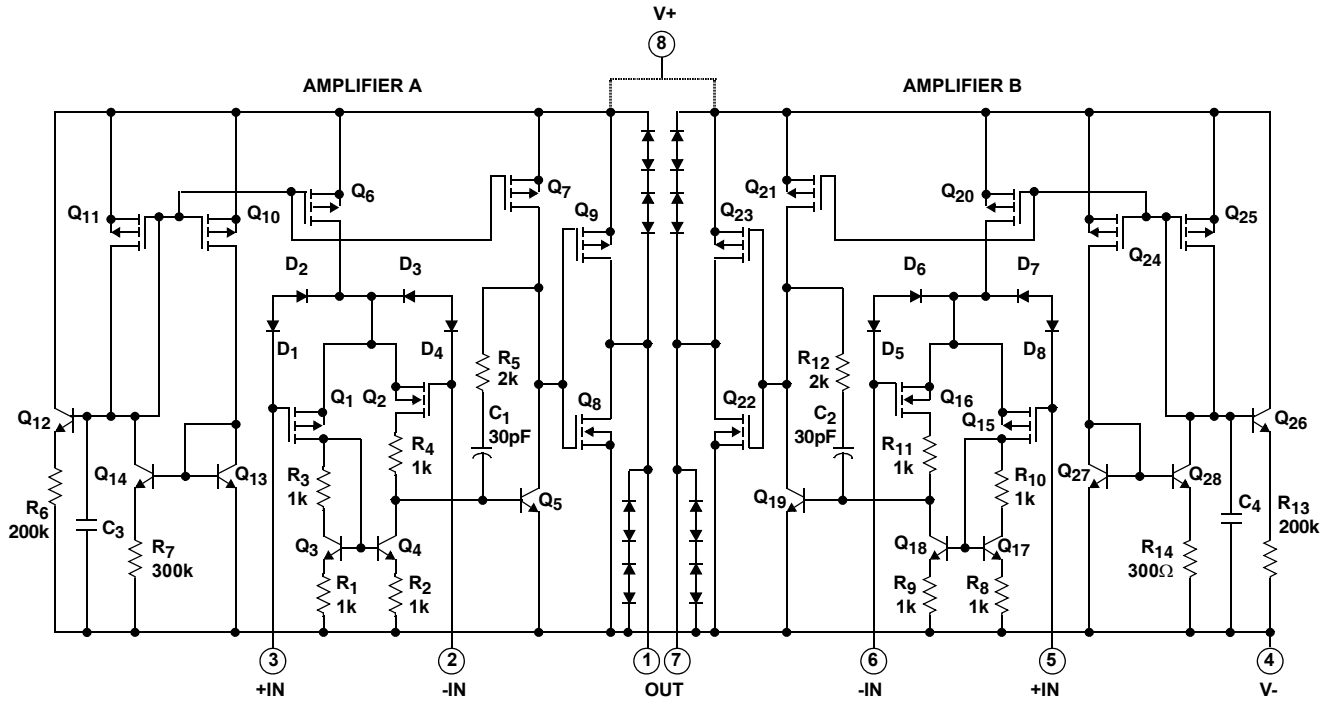 V+
8
AMPLIFIER A
AMPLIFIER B
Q11
Q10
Q6
Q7
Q9
Q21
Q23
Q20
Q24
Q25
D2
D3
D6
D7
D1
D4
D5
D8
R5
2k
R12
2k
Q1
Q2
Q8
Q22
Q16
Q15
Q12
Q26
C1
30pF
C2
30pF
R4
1k
R11
1k
Q14
Q13
R3
1k
Q5
Q19
R10
1k
Q27
Q28
R6
200k
C3
R7
300k
Q3
Q4
Q18
Q17
C4
R13
200k
R14
300Ω
R1
1k
R2
1k
R9
1k
R8
1k
3
2
1
7
6
5
4
+IN
-IN
OUT
-IN
+IN
V-